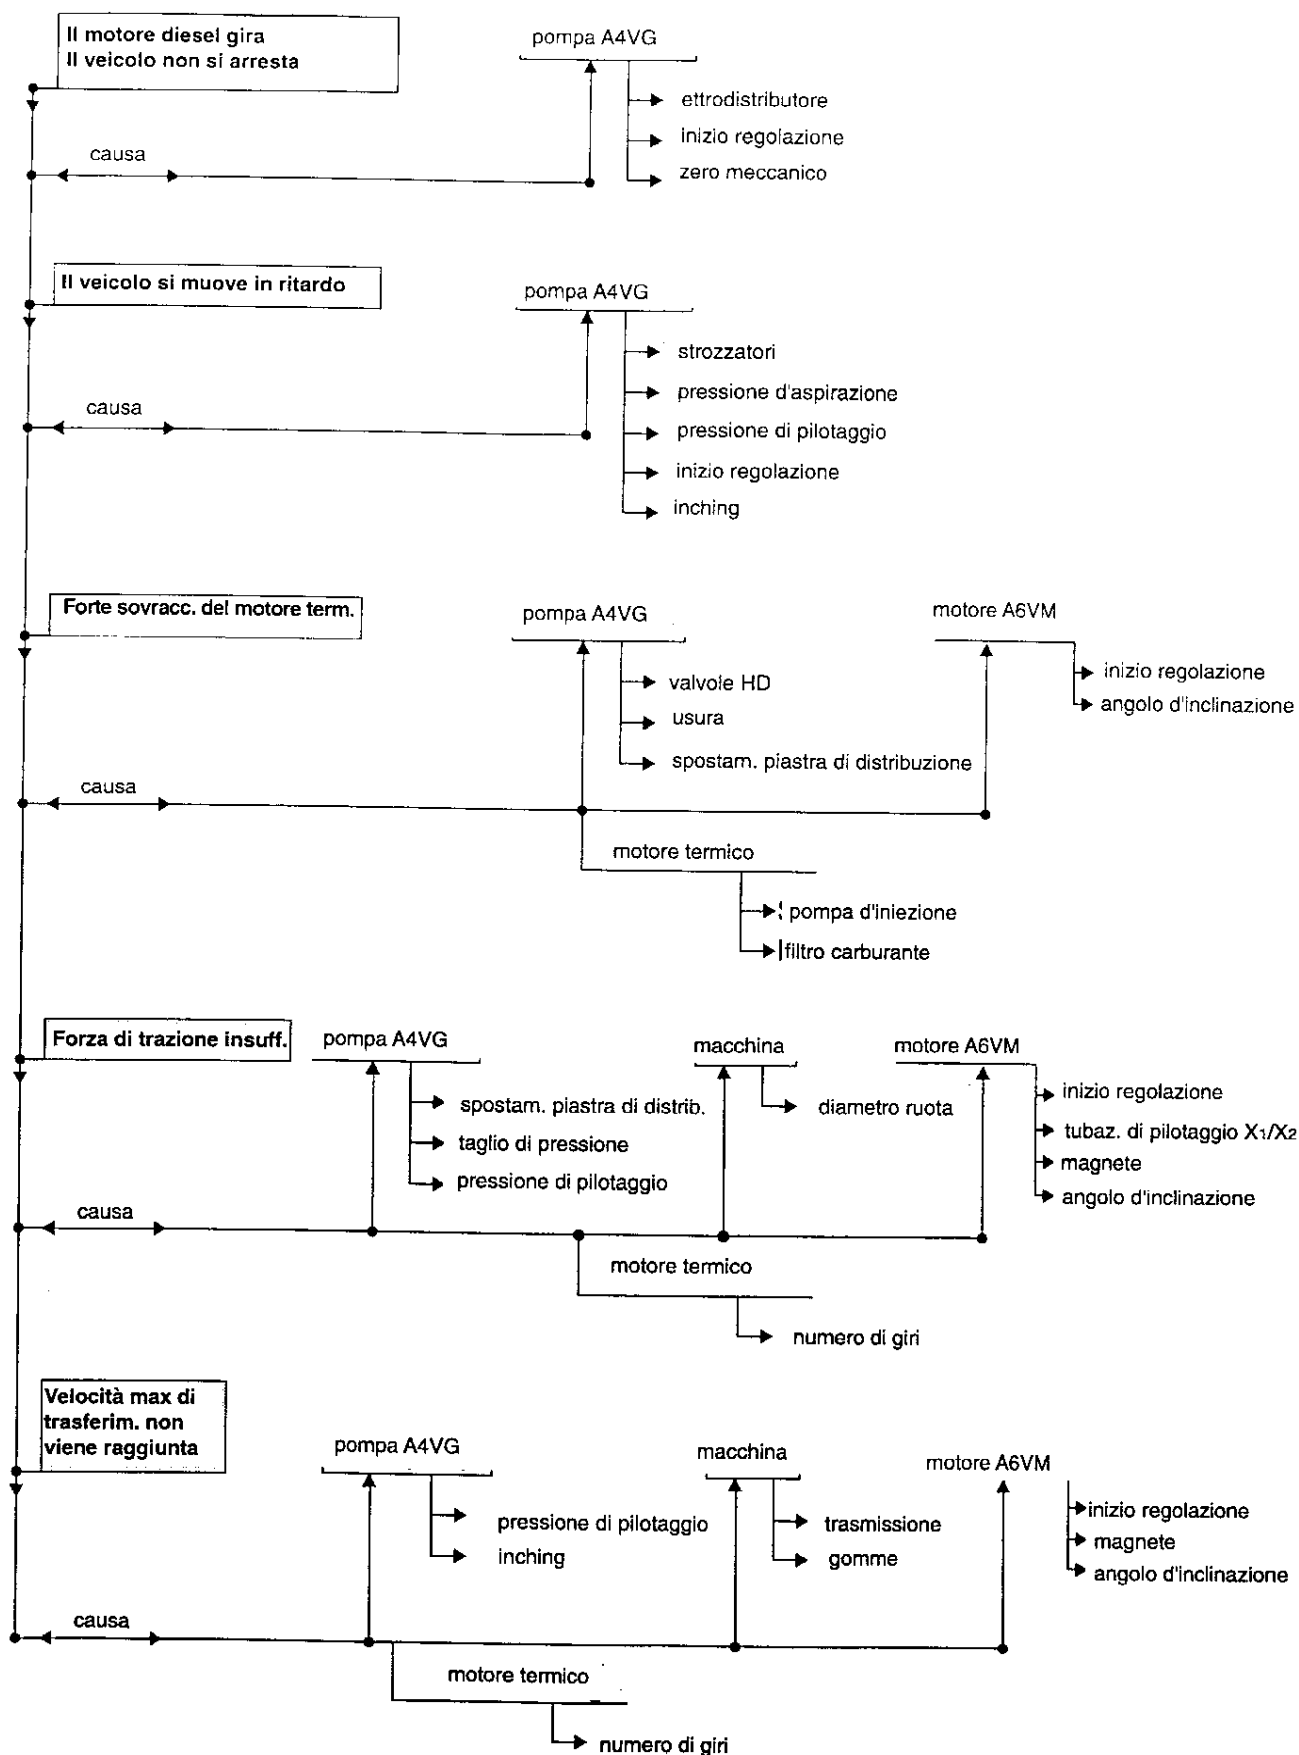 Il motore diesel gira
Il veicolo non si arresta
pompa A4VG
ettrodistributore
inizio regolazione
zero meccanico
causa
Il veicolo si muove in ritardo
pompa A4VG
strozzatori
pressione d'aspirazione
pressione di pilotaggio
inizio regolazione
inching
causa
Forte sovracc. del motore term.
pompa A4VG
valvole HD
usura
spostam. piastra di distribuzione
motore A6VM
inizio regolazione
angolo d'inclinazione
causa
motore termico
pompa d'iniezione
filtro carburante
Forza di trazione insuff.
pompa A4VG
spostam. piastra di distrib.
taglio di pressione
pressione di pilotaggio
macchina
diametro ruota
motore A6VM
inizio regolazione
tubaz. di pilotaggio X1/X2
magnete
angolo d'inclinazione
causa
motore termico
numero di giri
Velocità max di
trasferim. non
viene raggiunta
pompa A4VG
pressione di pilotaggio
inching
macchina
trasmissione
gomme
motore A6VM
inizio regolazione
magnete
angolo d'inclinazione
causa
motore termico
numero di giri